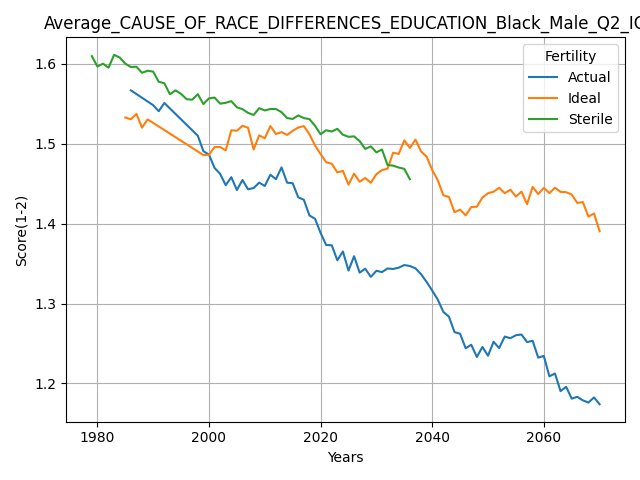 Average_CAUSE_OF_RACE_DIFFERENCES_EDUCATION_Black_Male_Q2_IQ
Fertility
Actual
Ideal
Sterile
Score(1-2)
1.6
1.5
1.4
1.3
1.2
1980
2000
2020
2040
2060
Years